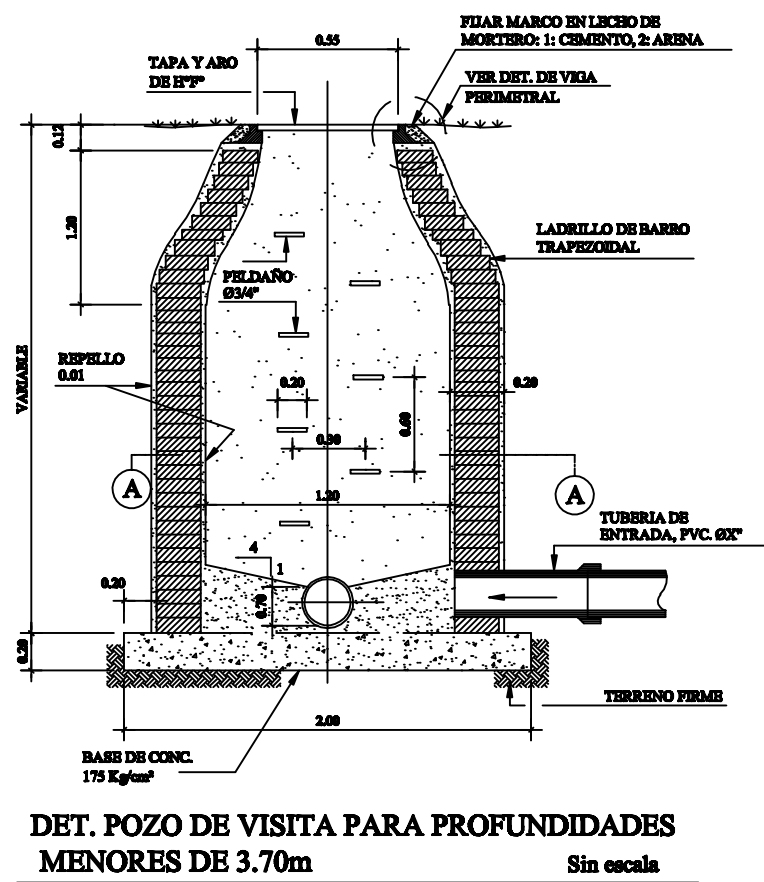 FIJAR MARCO EN LECHO DE
MORTERO: 1: CEMENTO, 2: ARENA
0.55
TAPA Y ARO
DE HºFº
VER DET. DE VIGA
PERIMETRAL
0.12
1.20
LADRILLO DE BARRO
TRAPEZOIDAL
PELDAÑO
Ø3/4"
VARIABLE
REPELLO
0.01
0.20
0.20
0.60
0.30
A
A
1.20
TUBERIA DE
ENTRADA, PVC. ØX"
4
1
0.20
0.70
0.20
TERRENO FIRME
2.00
BASE DE CONC.
175 Kg/cm²
DET. POZO DE VISITA PARA PROFUNDIDADES
MENORES DE 3.70m
Sin escala